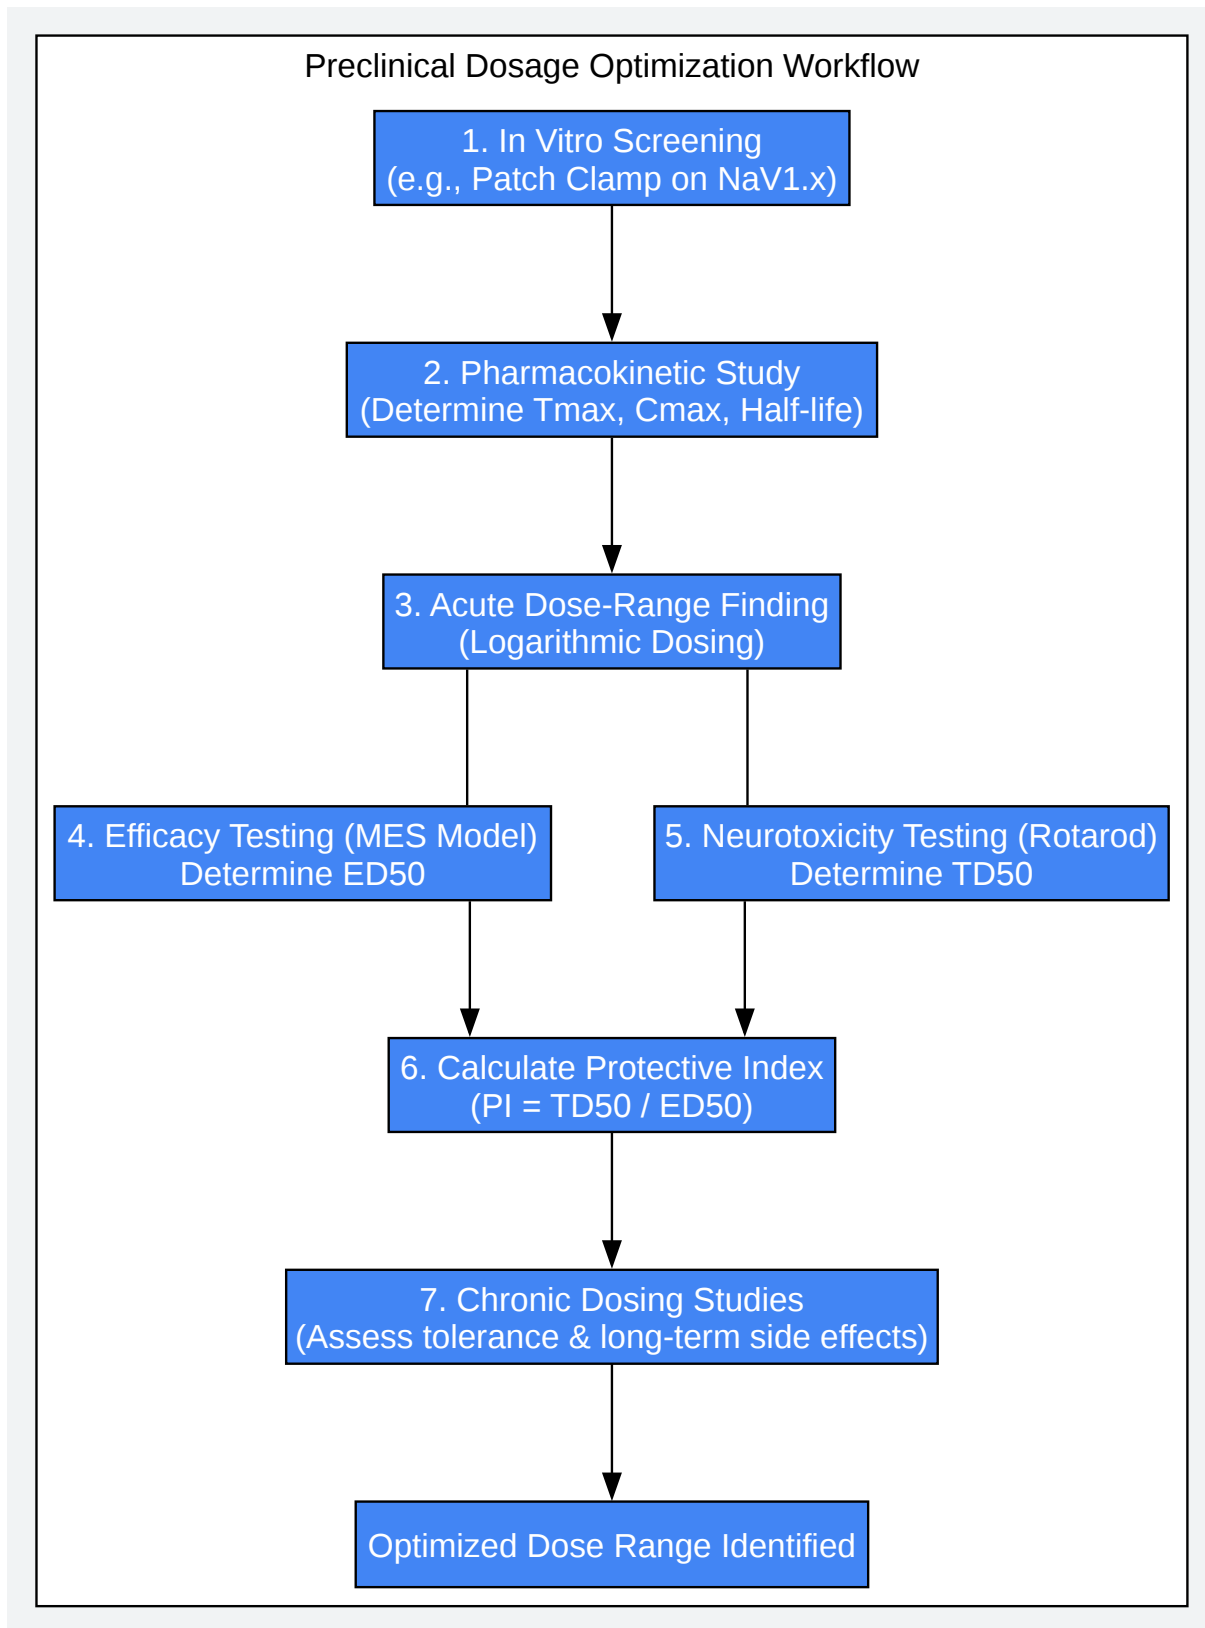 Preclinical Dosage Optimization Workflow
1. In Vitro Screening
(e.g., Patch Clamp on NaV1.x)
2. Pharmacokinetic Study
(Determine Tmax, Cmax, Half-life)
3. Acute Dose-Range Finding
(Logarithmic Dosing)
4. Efficacy Testing (MES Model)
Determine ED50
5. Neurotoxicity Testing (Rotarod)
Determine TD50
6. Calculate Protective Index
(PI = TD50 / ED50)
7. Chronic Dosing Studies
(Assess tolerance & long-term side effects)
Optimized Dose Range Identified